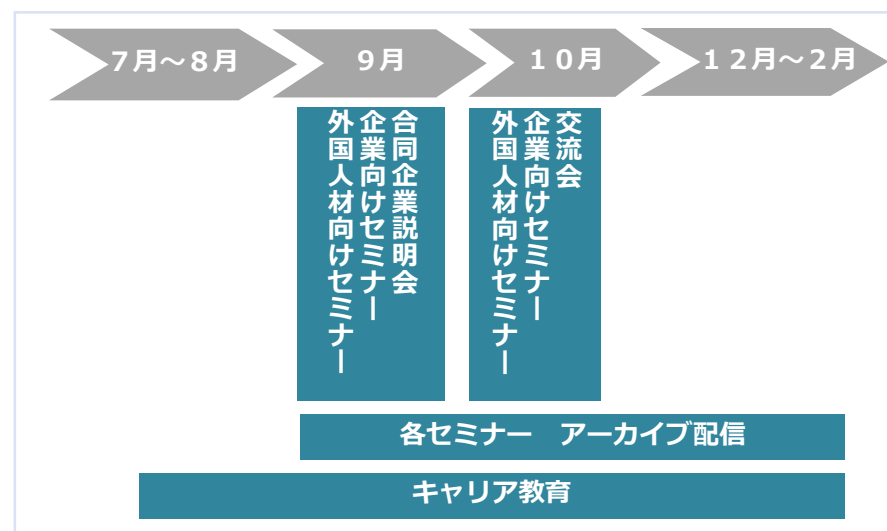 7月～8月
9月
１０月
１２月～２月
合同企業説明会
企業向けセミナー
外国人材向けセミナー
交流会
企業向けセミナー
外国人材向けセミナー
各セミナー　アーカイブ配信
キャリア教育